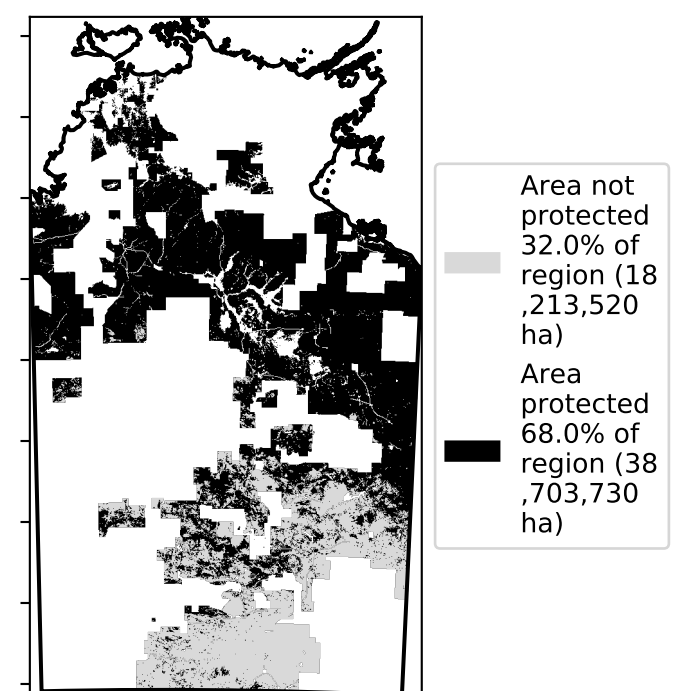 Area not
protected
32.0% of
region (18
,213,520
ha)
Area
protected
68.0% of
region (38
,703,730
ha)